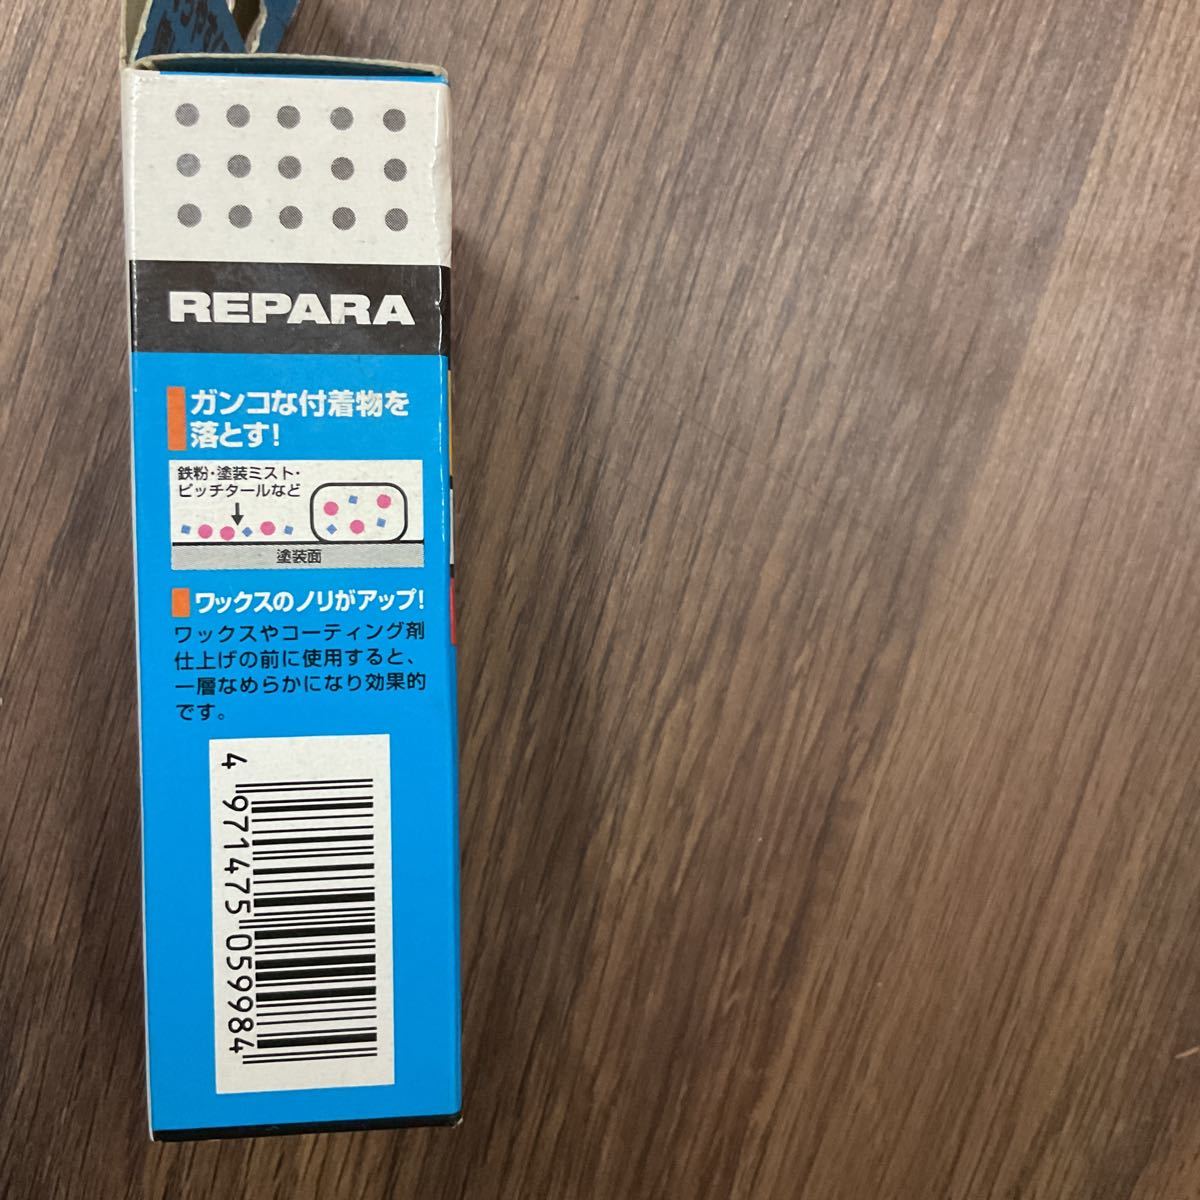 REPARA
ガンコな付着物を
落とす!
鉄粉・塗装ミスト・
ピッチタールなど
塗装面
ワックスのノリがアップ!
ワックスやコーティング剤
仕上げの前に使用すると、
一層なめらかになり効果的
です。
4 971475 059984